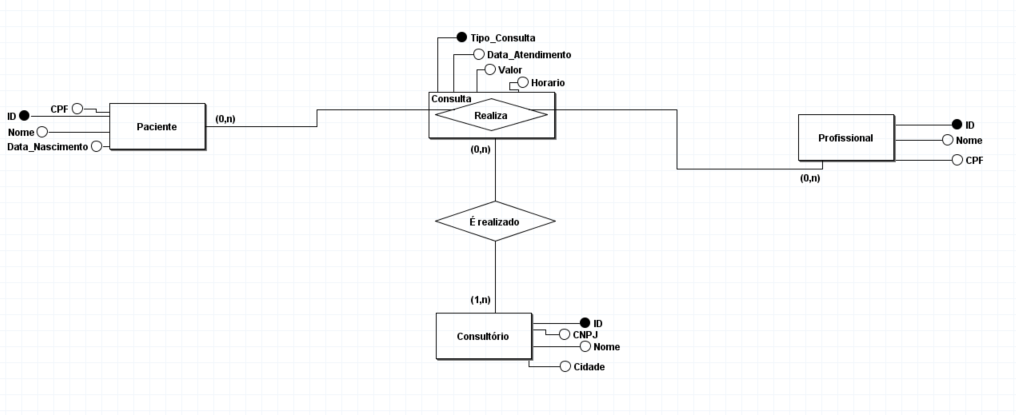 Tipo_Consulta
Data_Atendimento
Valor
Horario
Consulta
Realiza
CPF
ID
Nome
Data_Nascimento
Paciente
(0,n)
Profissional
ID
Nome
CPF
(0,n)
(0,n)
É realizado
(1,n)
Consultório
ID
CNPJ
Nome
Cidade